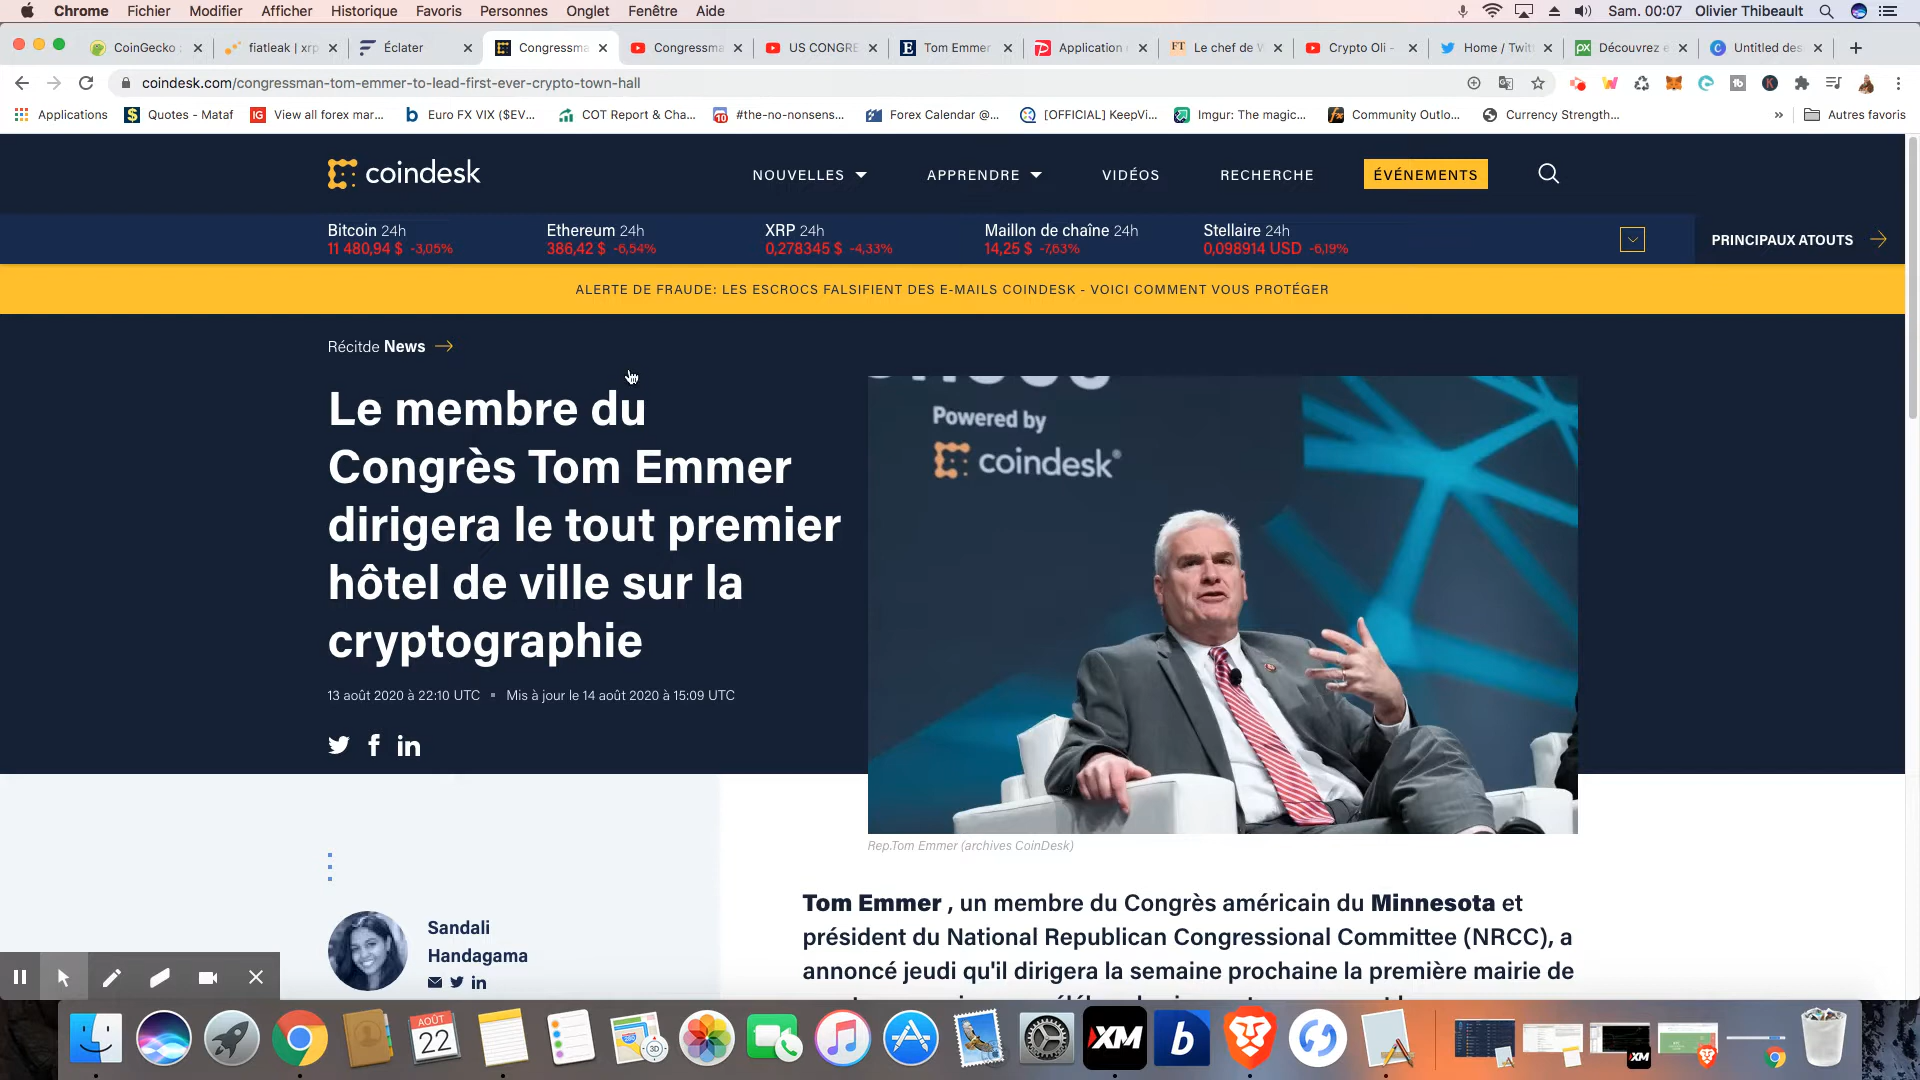 Chrome Fichier Modifier Afficher Historique Favoris Personnes Onglet Fenêtre Aide Sam. 00:07 Olivier Thibeault
CoinGecko fiatleak | xrp Éclater Congressma Congressma US CONGRE Tom Emmer Application Le chef de Crypto Oli - Home / Twit Découvrez Untitled des
coindesk.com/congressman-tom-emmer-to-lead-first-ever-crypto-town-hall
Applications Quotes - Mataf View all forex mar... Euro FX VIX ($EV... COT Report & Cha... #the-no-nonsens... Forex Calendar @... [OFFICIAL] KeepVi... Imgur: The magic... Community Outlo... Currency Strength... » Autres favoris
coindesk NOUVELLES APPRENDRE VIDÉOS RECHERCHE ÉVÉNEMENTS
Bitcoin 24h Ethereum 24h XRP 24h Maillon de chaîne 24h Stellaire 24h
11 480,94 $ -3,05% 386,42 $ -6,54% 0,278345 $ -4,33% 14,25 $ -7,63% 0,098914 USD -6,19%
PRINCIPAUX ATOUTS
ALERTE DE FRAUDE: LES ESCROCS FALSIFIENT DES E-MAILS COINDESK - VOICI COMMENT VOUS PROTÉGER
Récitde News
Le membre du
Congrès Tom Emmer
dirigera le tout premier
hôtel de ville sur la
cryptographie
13 août 2020 à 22:10 UTC Mis à jour le 14 août 2020 à 15:09 UTC
Powered by
coindesk
Rep.Tom Emmer (archives CoinDesk)
Sandali
Handagama
Tom Emmer , un membre du Congrès américain du Minnesota et
président du National Republican Congressional Committee (NRCC), a
annoncé jeudi qu'il dirigera la semaine prochaine la première mairie de
AOÛT
22
XM
b